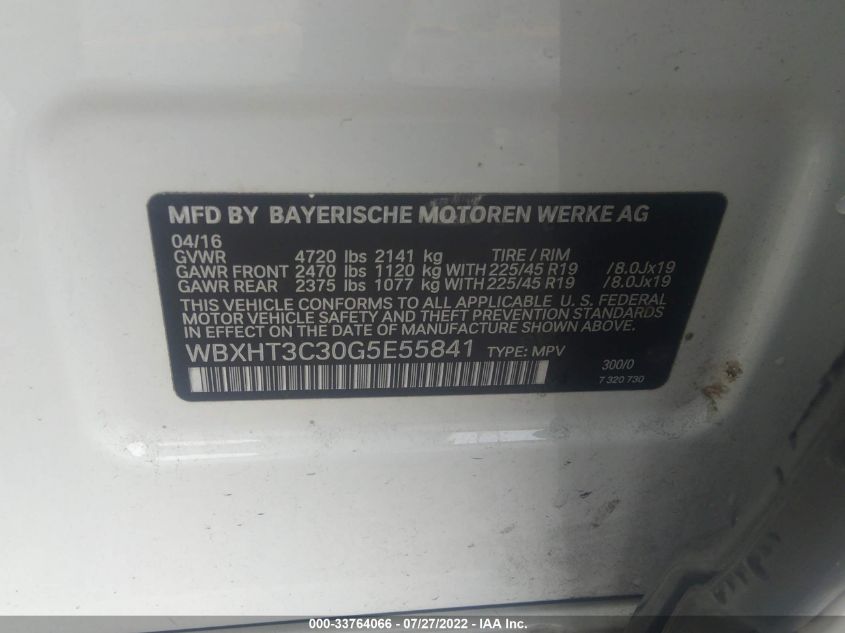 MFD BY BAYERISCHE MOTOREN WERKE AG
04/16
GVWR 4720 lbs 2141 kg TIRE / RIM
GAWR FRONT 2470 lbs 1120 kg WITH 225/45 R19 /8.0Jx19
GAWR REAR 2375 lbs 1077 kg WITH 225/45 R19 /8.0Jx19
THIS VEHICLE CONFORMS TO ALL APPLICABLE U. S. FEDERAL
MOTOR VEHICLE SAFETY AND THEFT PREVENTION STANDARDS
IN EFFECT ON THE DATE OF MANUFACTURE SHOWN ABOVE.
WBXHT3C30G5E55841 TYPE: MPV
300/0
7 320 730
000-33764066 - 07/27/2022 - IAA Inc.